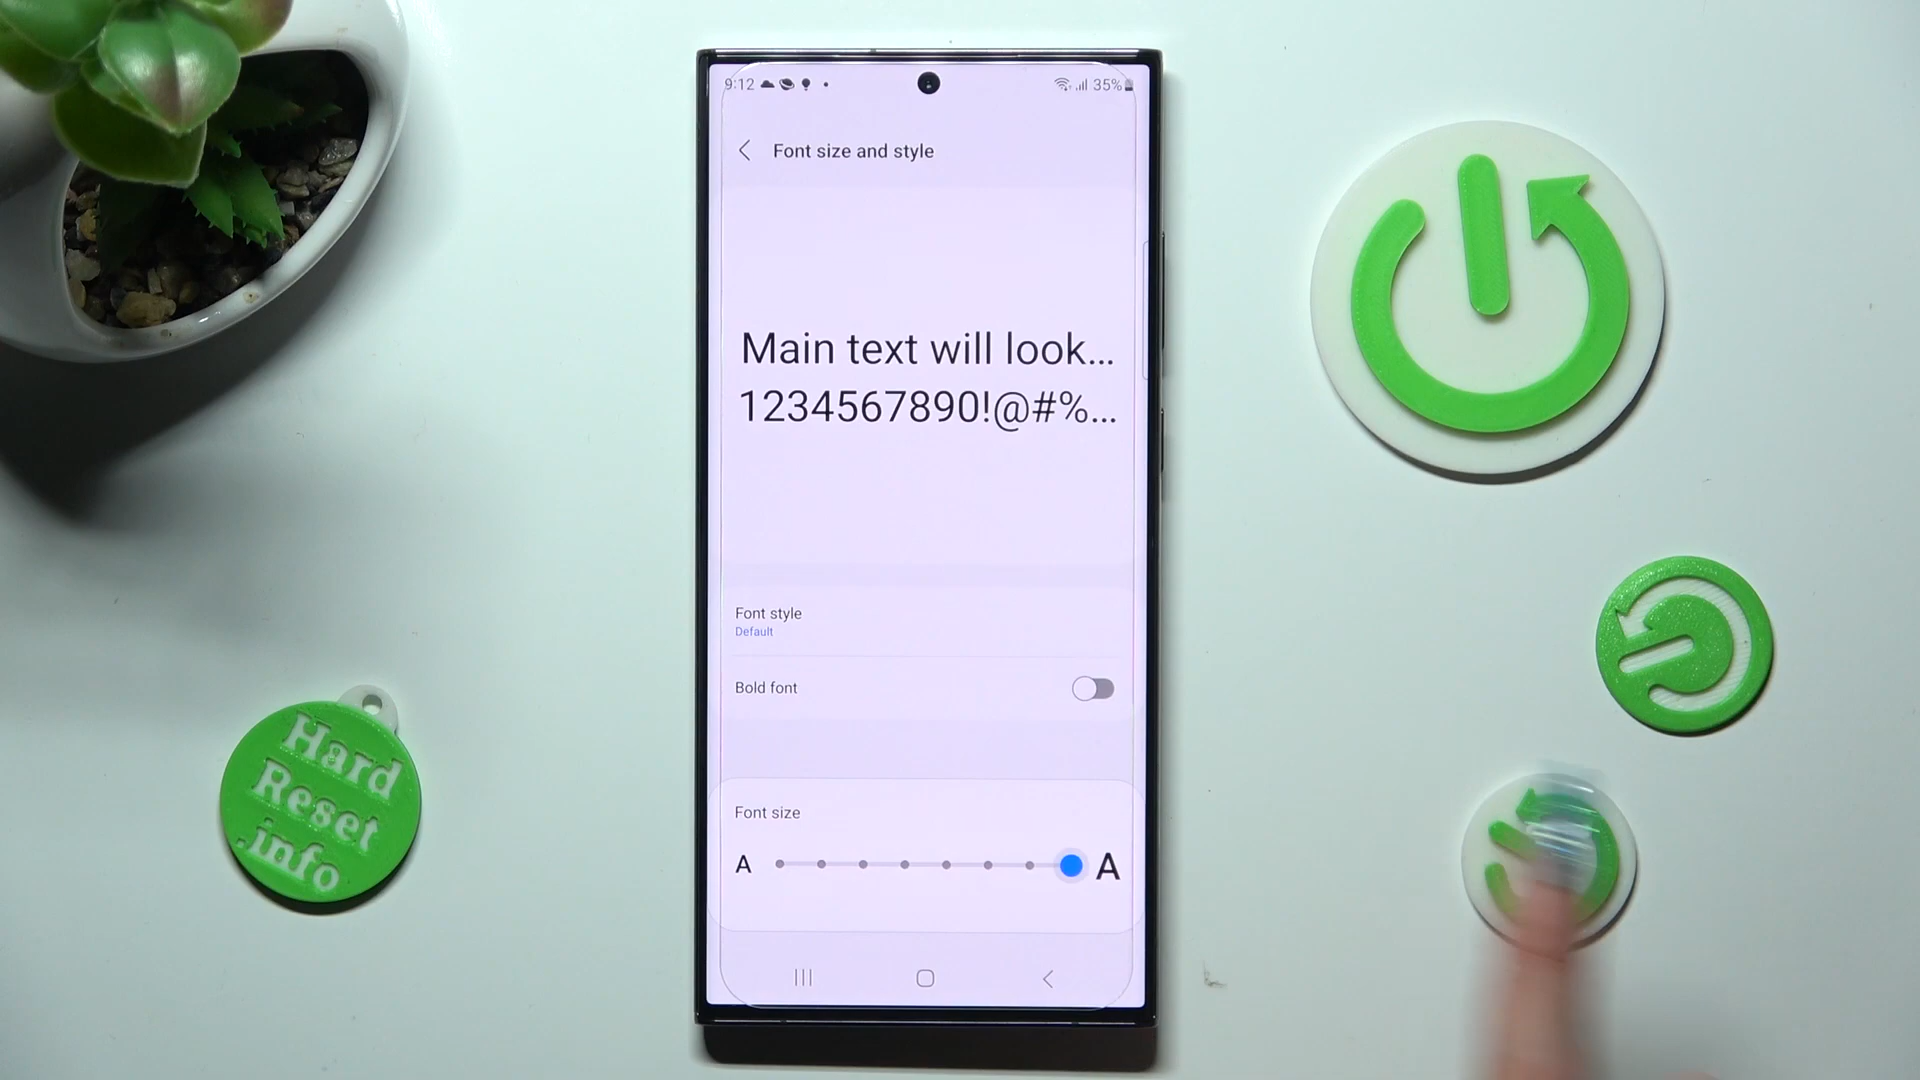 9:12
35%
Font size and style
Main text will look...
1234567890!@#%...
Font style
Default
Bold font
Font size
A A
Hard
Reset
.info